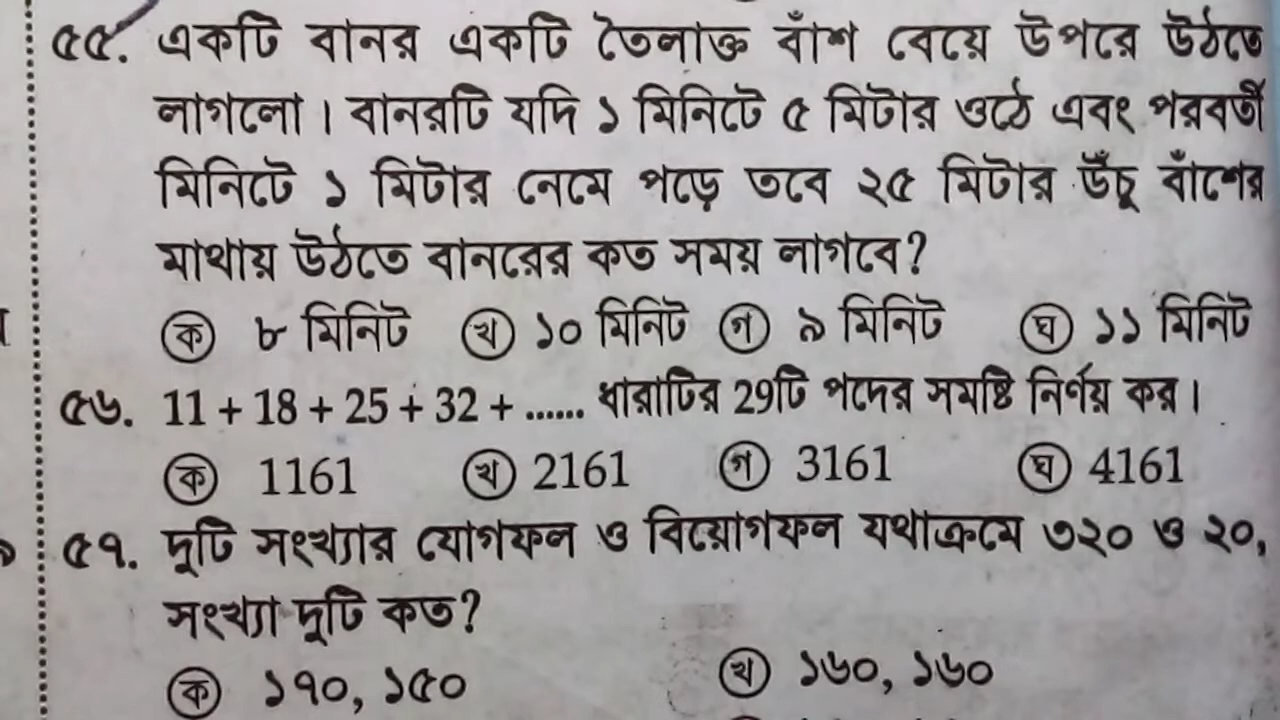 ৫৫. একটি বানর একটি তৈলাক্ত বাঁশ বেয়ে উপরে উঠতে
লাগলো। বানরটি যদি ১ মিনিটে ৫ মিটার ওঠে এবং পরবর্তী
মিনিটে ১ মিটার নেমে পড়ে তবে ২৫ মিটার উঁচু বাঁশের
মাথায় উঠতে বানরের কত সময় লাগবে?
ক ৮ মিনিট খ ১০ মিনিট গ ৯ মিনিট ঘ ১১ মিনিট
৫৬. 11 + 18 + 25 + 32 + ...... ধারাটির 29টি পদের সমষ্টি নির্ণয় কর।
ক 1161 খ 2161 গ 3161 ঘ 4161
৫৭. দুটি সংখ্যার যোগফল ও বিয়োগফল যথাক্রমে ৩২০ ও ২০,
সংখ্যা দুটি কত?
ক ১৭০, ১৫০ খ ১৬০, ১৬০